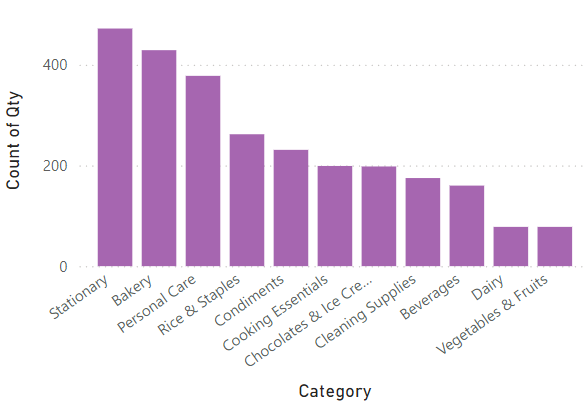 Count of Qty
400
200
0
Stationary
Bakery
Personal Care
Rice & Staples
Condiments
Cooking Essentials
Chocolates & Ice Cre...
Cleaning Supplies
Beverages
Dairy
Vegetables & Fruits
Category